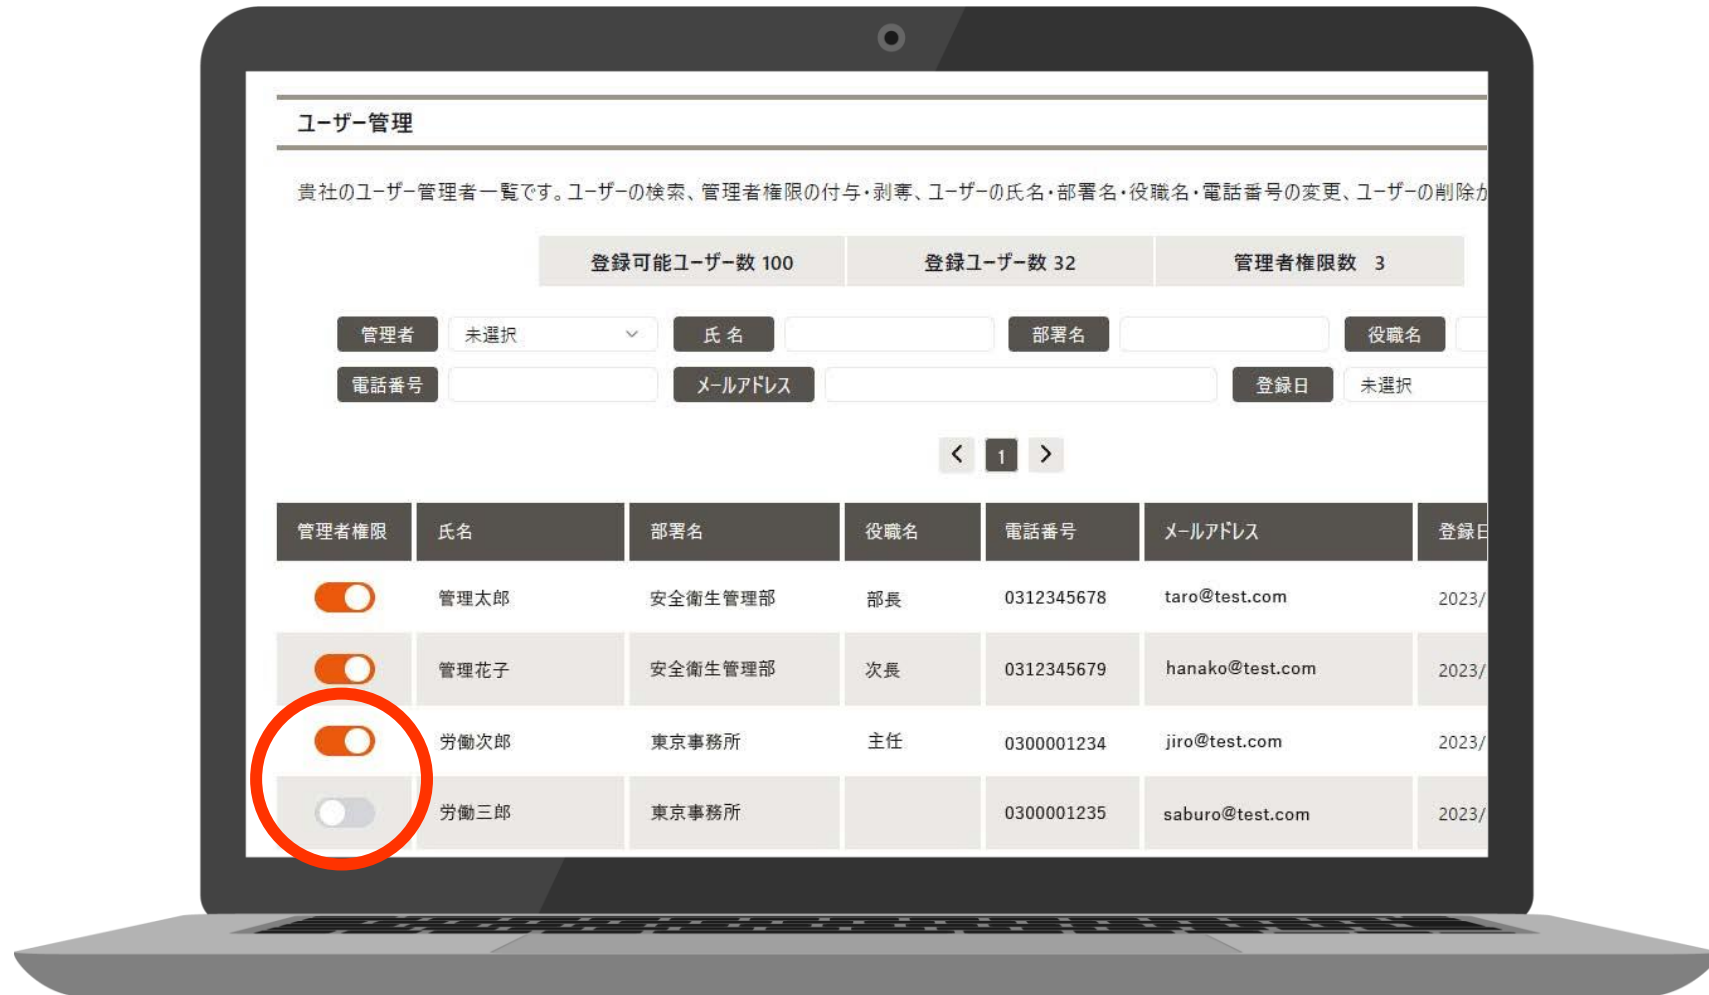 ユーザー管理
貴社のユーザー管理者一覧です。ユーザーの検索、管理者権限の付与・剥奪、ユーザーの氏名・部署名・役職名・電話番号の変更、ユーザーの削除が
登録可能ユーザー数 100 登録ユーザー数 32 管理者権限数 3
管理者 未選択 氏 名 部署名 役職名
電話番号 メールアドレス 登録日 未選択
1
管理者権限 氏名 部署名 役職名 電話番号 メールアドレス 登録日
管理太郎 安全衛生管理部 部長 0312345678 taro@test.com 2023/
管理花子 安全衛生管理部 次長 0312345679 hanako@test.com 2023/
労働次郎 東京事務所 主任 0300001234 jiro@test.com 2023/
労働三郎 東京事務所 0300001235 saburo@test.com 2023/